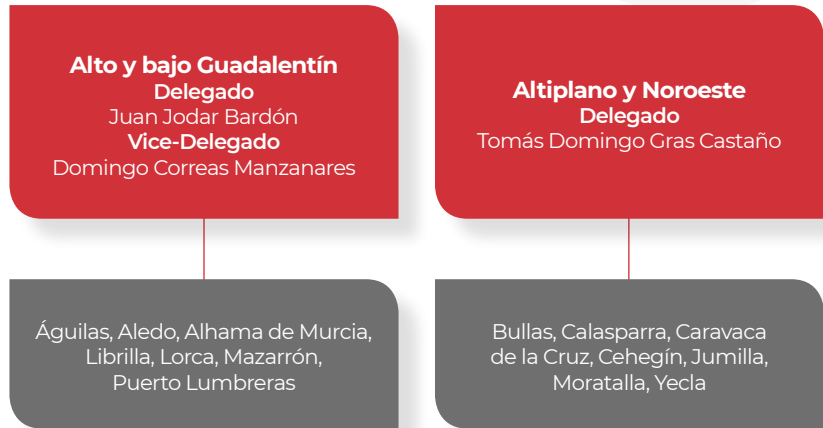 Alto y bajo Guadalentín
Delegado
Juan Jodar Bardón
Vice-Delegado
Domingo Correas Manzanares
Altiplano y Noroeste
Delegado
Tomás Domingo Gras Castaño
Águilas, Aledo, Alhama de Murcia,
Librilla, Lorca, Mazarrón,
Puerto Lumbreras
Bullas, Calasparra, Caravaca
de la Cruz, Cehegín, Jumilla,
Moratalla, Yecla